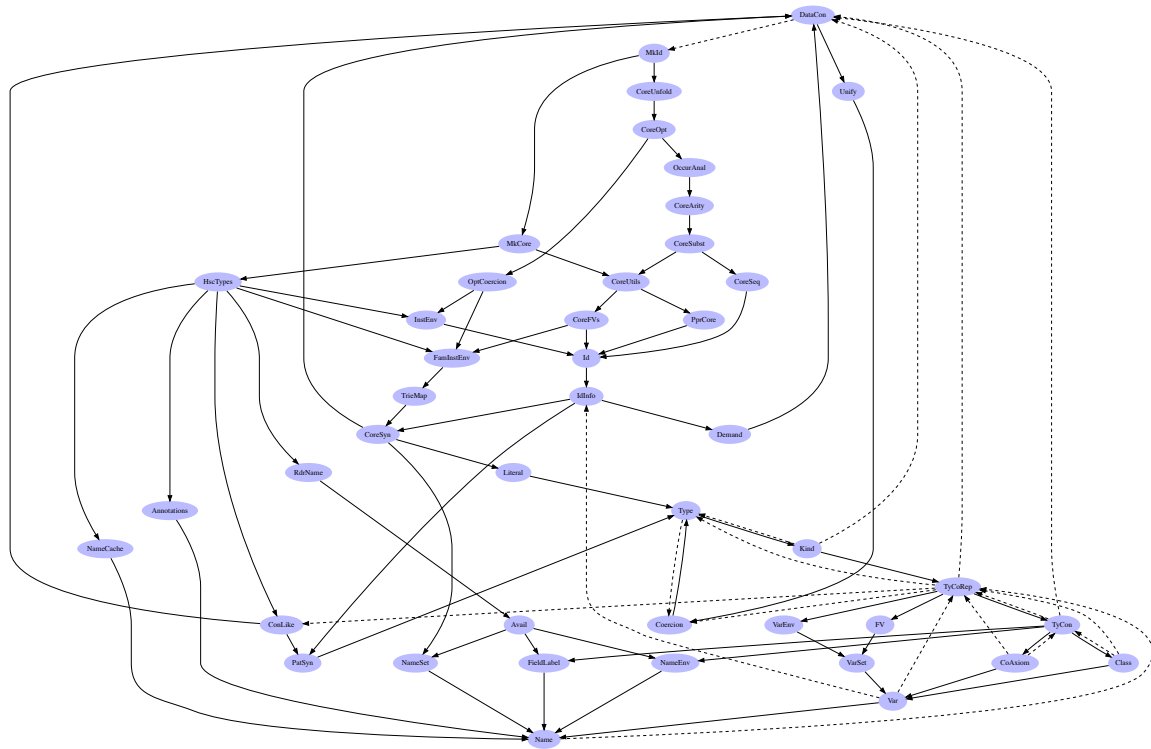 DataCon
MkId
CoreUnfold
Unify
CoreOpt
OccurAnal
CoreArity
MkCore
CoreSubst
HscTypes
OptCoercion
CoreUtils
CoreSeq
InstEnv
CoreFVs
PprCore
FamInstEnv
Id
TrieMap
IdInfo
CoreSyn
Demand
RdrName
Literal
Annotations
Type
NameCache
Kind
TyCoRep
ConLike
Avail
Coercion
VarEnv
FV
TyCon
PatSyn
NameSet
FieldLabel
NameEnv
VarSet
CoAxiom
Class
Var
Name